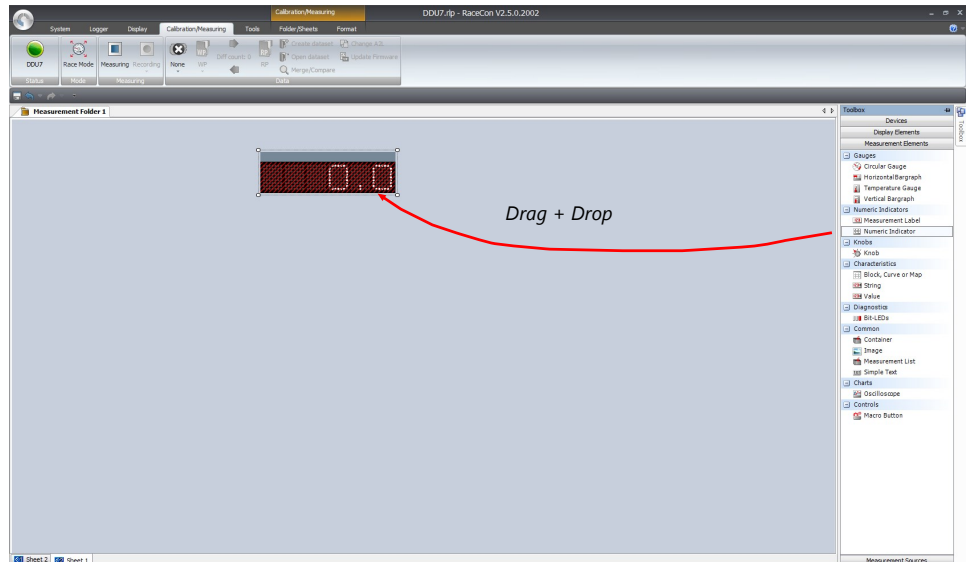 Calibration/Measuring
DDU7.rlp - RaceCon V2.5.0.2002
System Logger Display Calibration/Measuring Tools Folder/Sheets Format
DDU7 Race Mode Measuring Recording None WP Diff count: 0 RP
Create dataset Change A2L
Open dataset Update Firmware
Merge/Compare
Status Mode Measuring Data
Measurement Folder 1
0.0
Drag + Drop
Toolbox
Devices
Display Elements
Measurement Elements
Gauges
Circular Gauge
HorizontalBargraph
Temperature Gauge
Vertical Bargraph
Numeric Indicators
Measurement Label
Numeric Indicator
Knobs
Knob
Characteristics
Block, Curve or Map
String
Value
Diagnostics
Bit-LEDs
Common
Container
Image
Measurement List
Simple Text
Charts
Oscilloscope
Controls
Macro Button
Measurement Sources
Toolbox
Sheet 2 Sheet 1